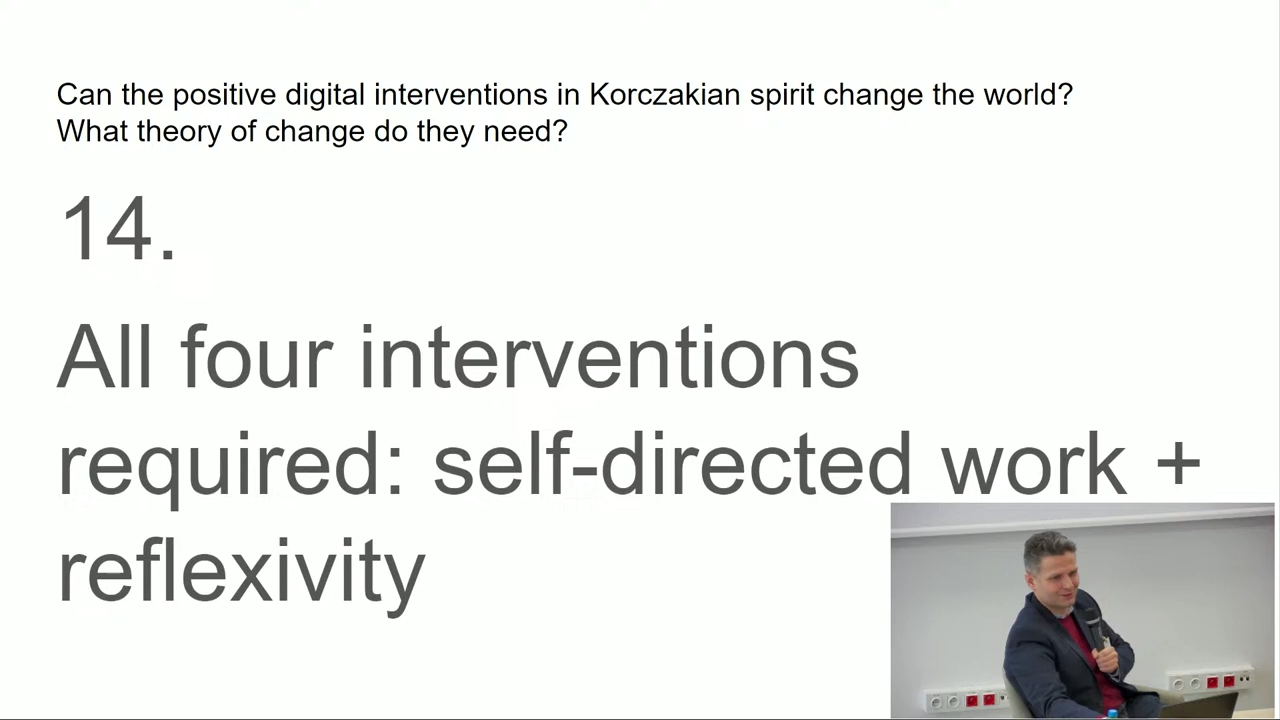 Can the positive digital interventions in Korczakian spirit change the world?
What theory of change do they need?
14.
All four interventions
required: self-directed work +
reflexivity